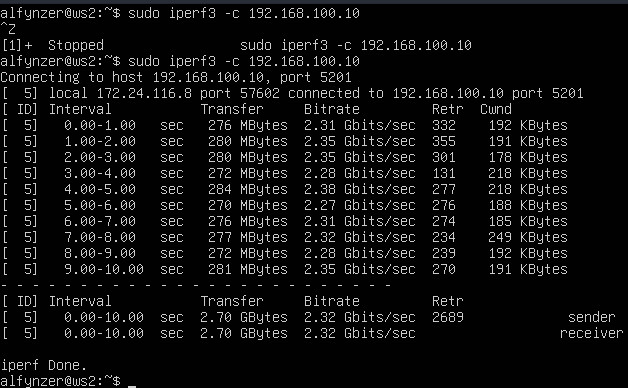 alfynzer@ws2:~$ sudo iperf3 -c 192.168.100.10
^Z
[1]+  Stopped                 sudo iperf3 -c 192.168.100.10
alfynzer@ws2:~$ sudo iperf3 -c 192.168.100.10
Connecting to host 192.168.100.10, port 5201
[  5] local 172.24.116.8 port 57602 connected to 192.168.100.10 port 5201
[ ID] Interval           Transfer     Bitrate         Retr  Cwnd
[  5]   0.00-1.00   sec   276 MBytes  2.31 Gbits/sec  332    192 KBytes
[  5]   1.00-2.00   sec   280 MBytes  2.35 Gbits/sec  355    191 KBytes
[  5]   2.00-3.00   sec   280 MBytes  2.35 Gbits/sec  301    178 KBytes
[  5]   3.00-4.00   sec   272 MBytes  2.28 Gbits/sec  131    218 KBytes
[  5]   4.00-5.00   sec   284 MBytes  2.38 Gbits/sec  277    218 KBytes
[  5]   5.00-6.00   sec   270 MBytes  2.27 Gbits/sec  276    188 KBytes
[  5]   6.00-7.00   sec   276 MBytes  2.31 Gbits/sec  274    185 KBytes
[  5]   7.00-8.00   sec   277 MBytes  2.32 Gbits/sec  234    249 KBytes
[  5]   8.00-9.00   sec   272 MBytes  2.28 Gbits/sec  239    192 KBytes
[  5]   9.00-10.00  sec   281 MBytes  2.35 Gbits/sec  270    191 KBytes
- - - - - - - - - - - - - - - - - - - - - - - - -
[ ID] Interval           Transfer     Bitrate         Retr
[  5]   0.00-10.00  sec  2.70 GBytes  2.32 Gbits/sec  2689             sender
[  5]   0.00-10.00  sec  2.70 GBytes  2.32 Gbits/sec                  receiver
iperf Done.
alfynzer@ws2:~$ _